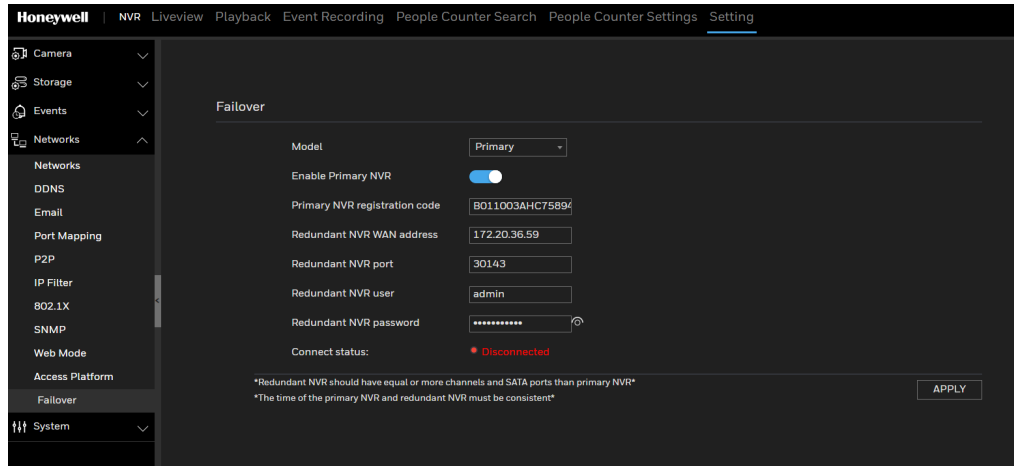 Honeywell | NVR Liveview Playback Event Recording People Counter Search People Counter Settings Setting
Camera
Storage
Events
Networks
Networks
DDNS
Email
Port Mapping
P2P
IP Filter
802.1X
SNMP
Web Mode
Access Platform
Failover
System
Failover
Model Primary
Enable Primary NVR
Primary NVR registration code B011003AHC75894
Redundant NVR WAN address 172.20.36.59
Redundant NVR port 30143
Redundant NVR user admin
Redundant NVR password •••••••••••
Connect status: Disconnected
*Redundant NVR should have equal or more channels and SATA ports than primary NVR*
*The time of the primary NVR and redundant NVR must be consistent*
APPLY